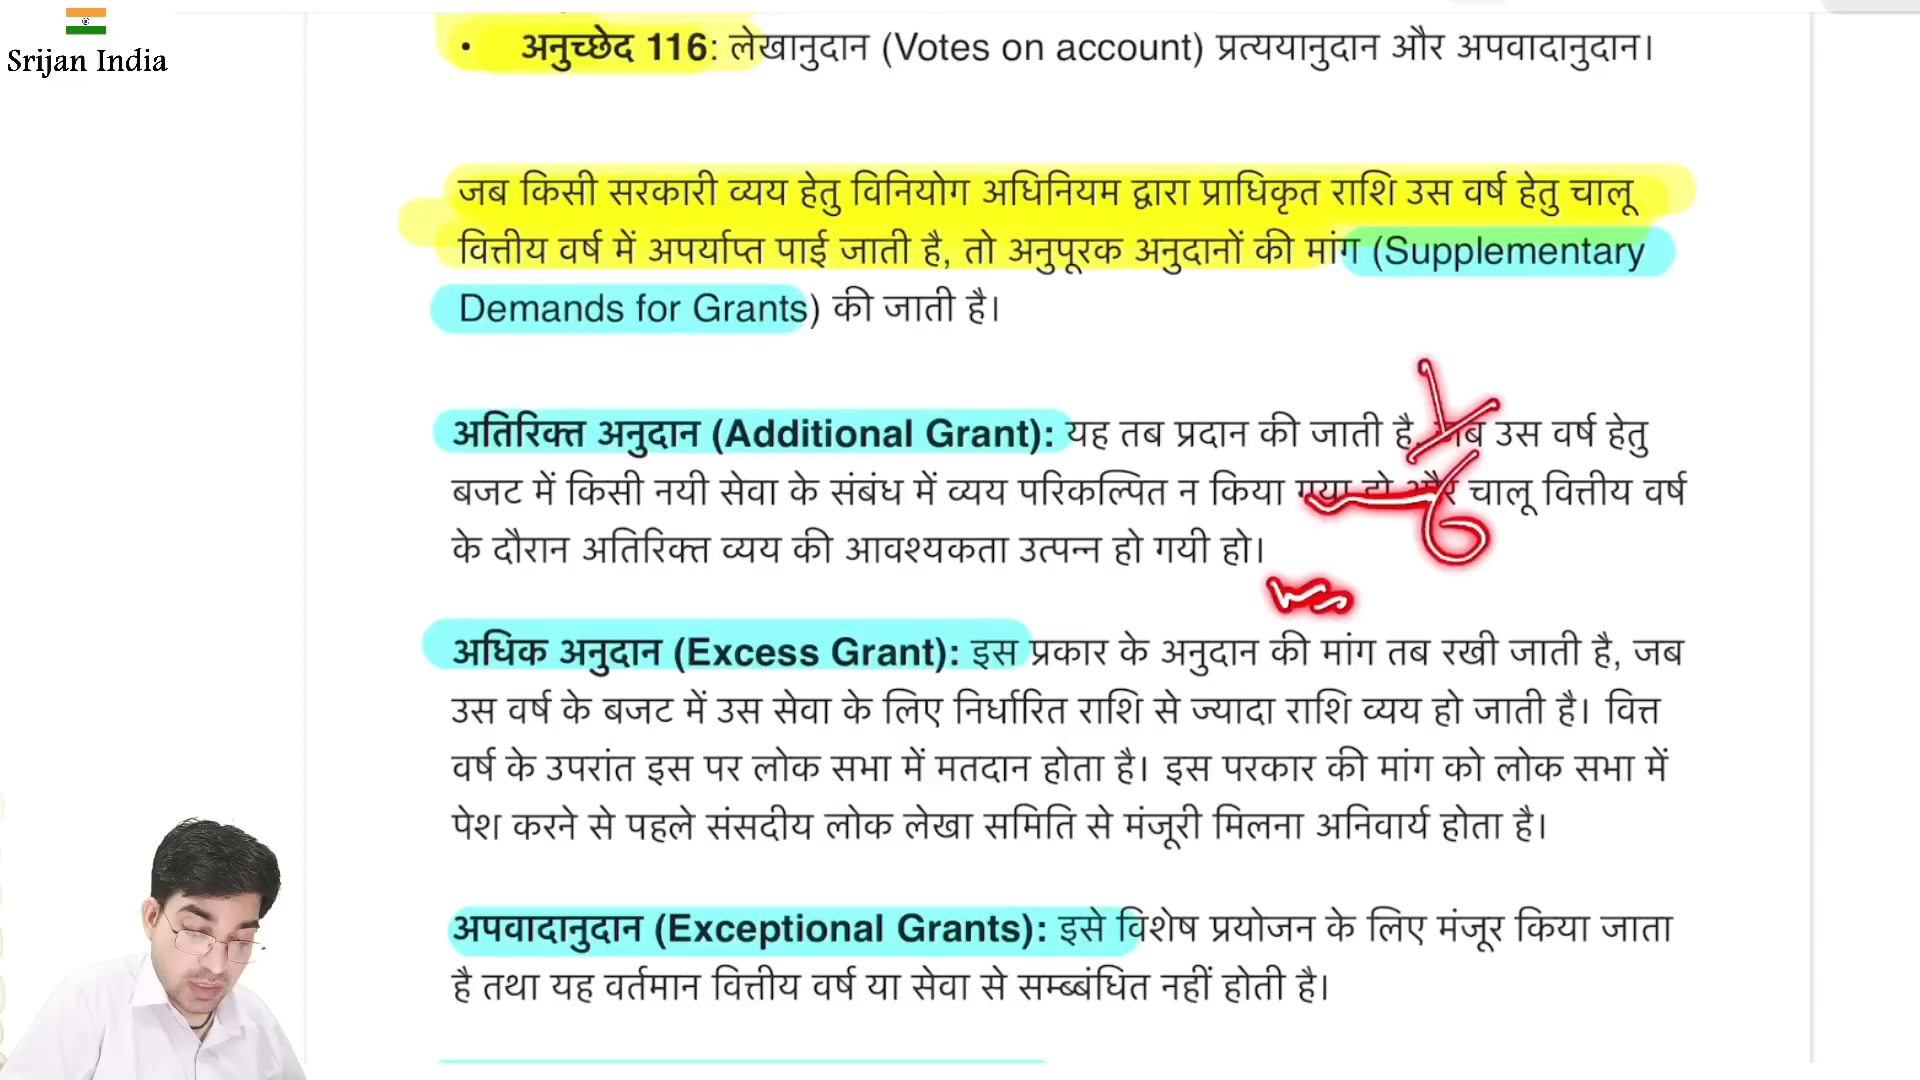 Srijan India
• अनुच्छेद 116: लेखानुदान (Votes on account) प्रत्ययानुदान और अपवादानुदान।
जब किसी सरकारी व्यय हेतु विनियोग अधिनियम द्वारा प्राधिकृत राशि उस वर्ष हेतु चालू
वित्तीय वर्ष में अपर्याप्त पाई जाती है, तो अनुपूरक अनुदानों की मांग (Supplementary
Demands for Grants) की जाती है।
अतिरिक्त अनुदान (Additional Grant): यह तब प्रदान की जाती है, जब उस वर्ष हेतु
बजट में किसी नयी सेवा के संबंध में व्यय परिकल्पित न किया गया हो और चालू वित्तीय वर्ष
के दौरान अतिरिक्त व्यय की आवश्यकता उत्पन्न हो गयी हो।
अधिक अनुदान (Excess Grant): इस प्रकार के अनुदान की मांग तब रखी जाती है, जब
उस वर्ष के बजट में उस सेवा के लिए निर्धारित राशि से ज्यादा राशि व्यय हो जाती है। वित्त
वर्ष के उपरांत इस पर लोक सभा में मतदान होता है। इस परकार की मांग को लोक सभा में
पेश करने से पहले संसदीय लोक लेखा समिति से मंजूरी मिलना अनिवार्य होता है।
अपवादानुदान (Exceptional Grants): इसे विशेष प्रयोजन के लिए मंजूर किया जाता
है तथा यह वर्तमान वित्तीय वर्ष या सेवा से सम्ब्बंधित नहीं होती है।